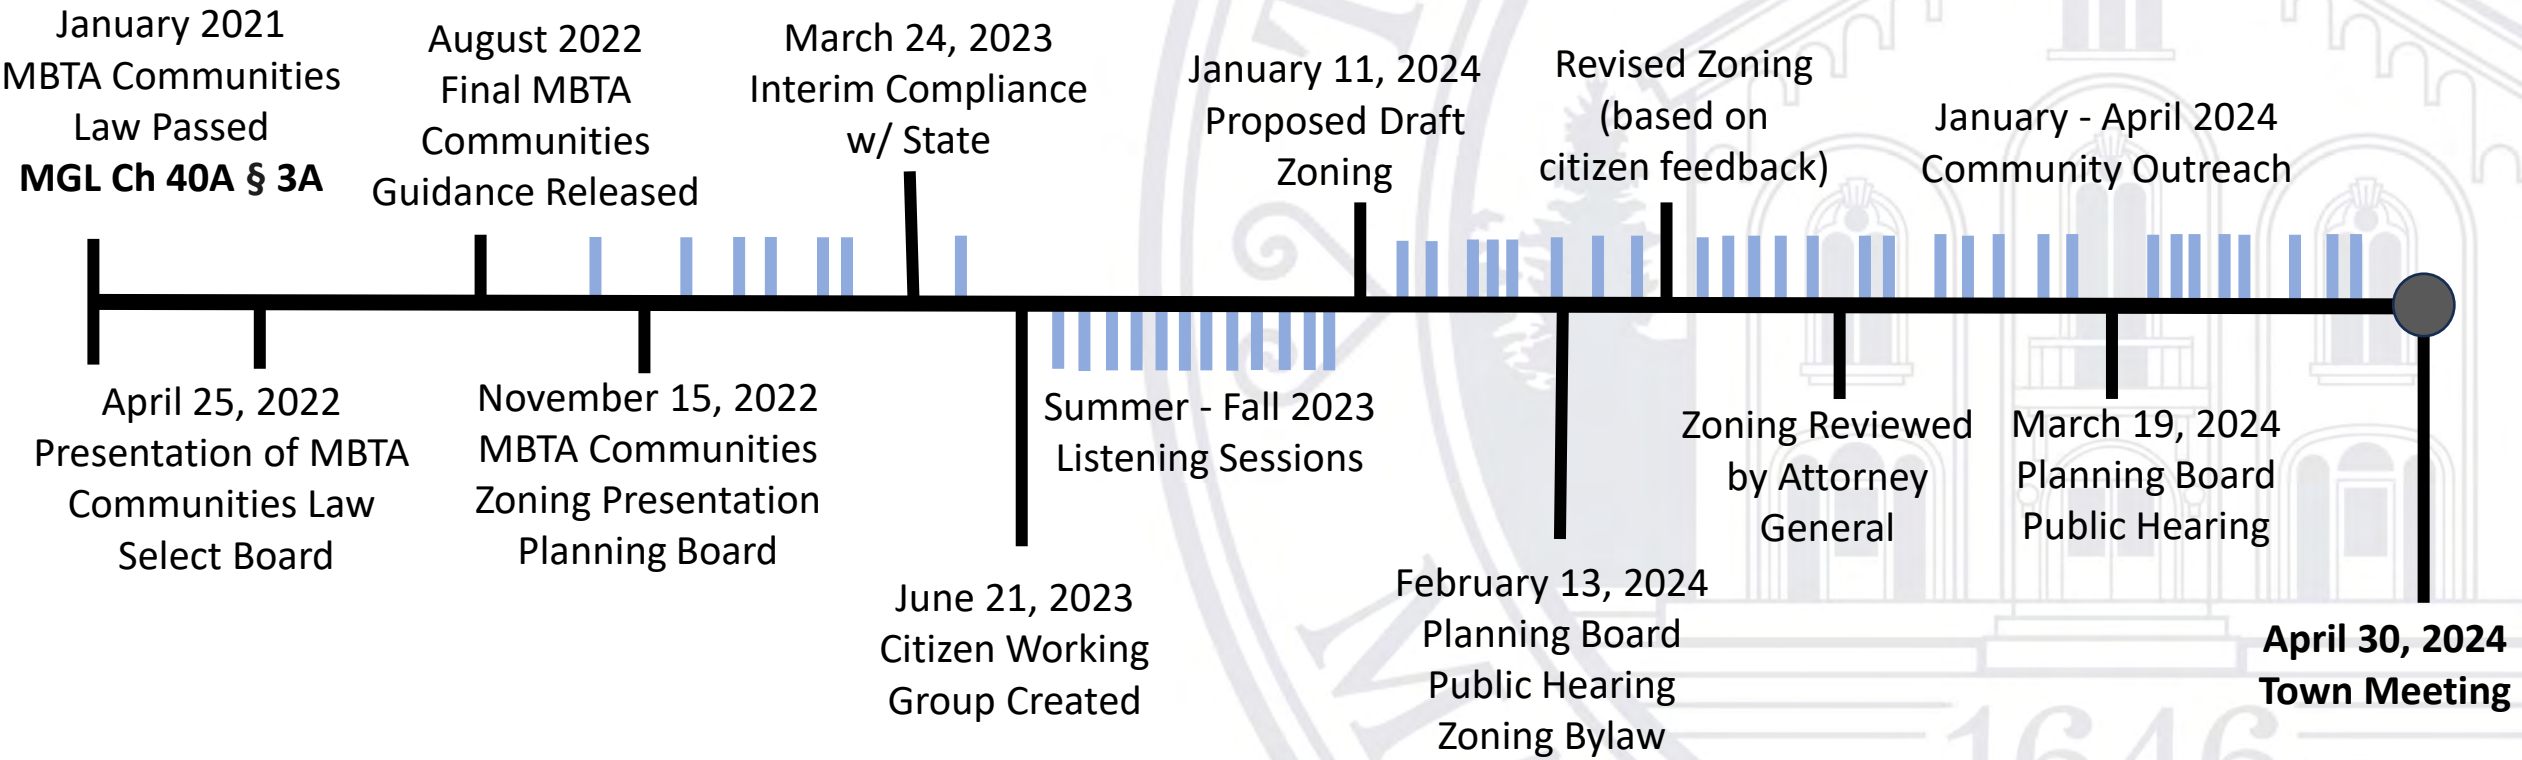 January 2021
MBTA Communities
Law Passed
MGL Ch 40A § 3A
August 2022
Final MBTA
Communities
Guidance Released
March 24, 2023
Interim Compliance
w/ State
January 11, 2024
Proposed Draft
Zoning
Revised Zoning
(based on
citizen feedback)
January - April 2024
Community Outreach
April 25, 2022
Presentation of MBTA
Communities Law
Select Board
November 15, 2022
MBTA Communities
Zoning Presentation
Planning Board
June 21, 2023
Citizen Working
Group Created
Summer - Fall 2023
Listening Sessions
February 13, 2024
Planning Board
Public Hearing
Zoning Bylaw
Zoning Reviewed
by Attorney
General
March 19, 2024
Planning Board
Public Hearing
April 30, 2024
Town Meeting
1646